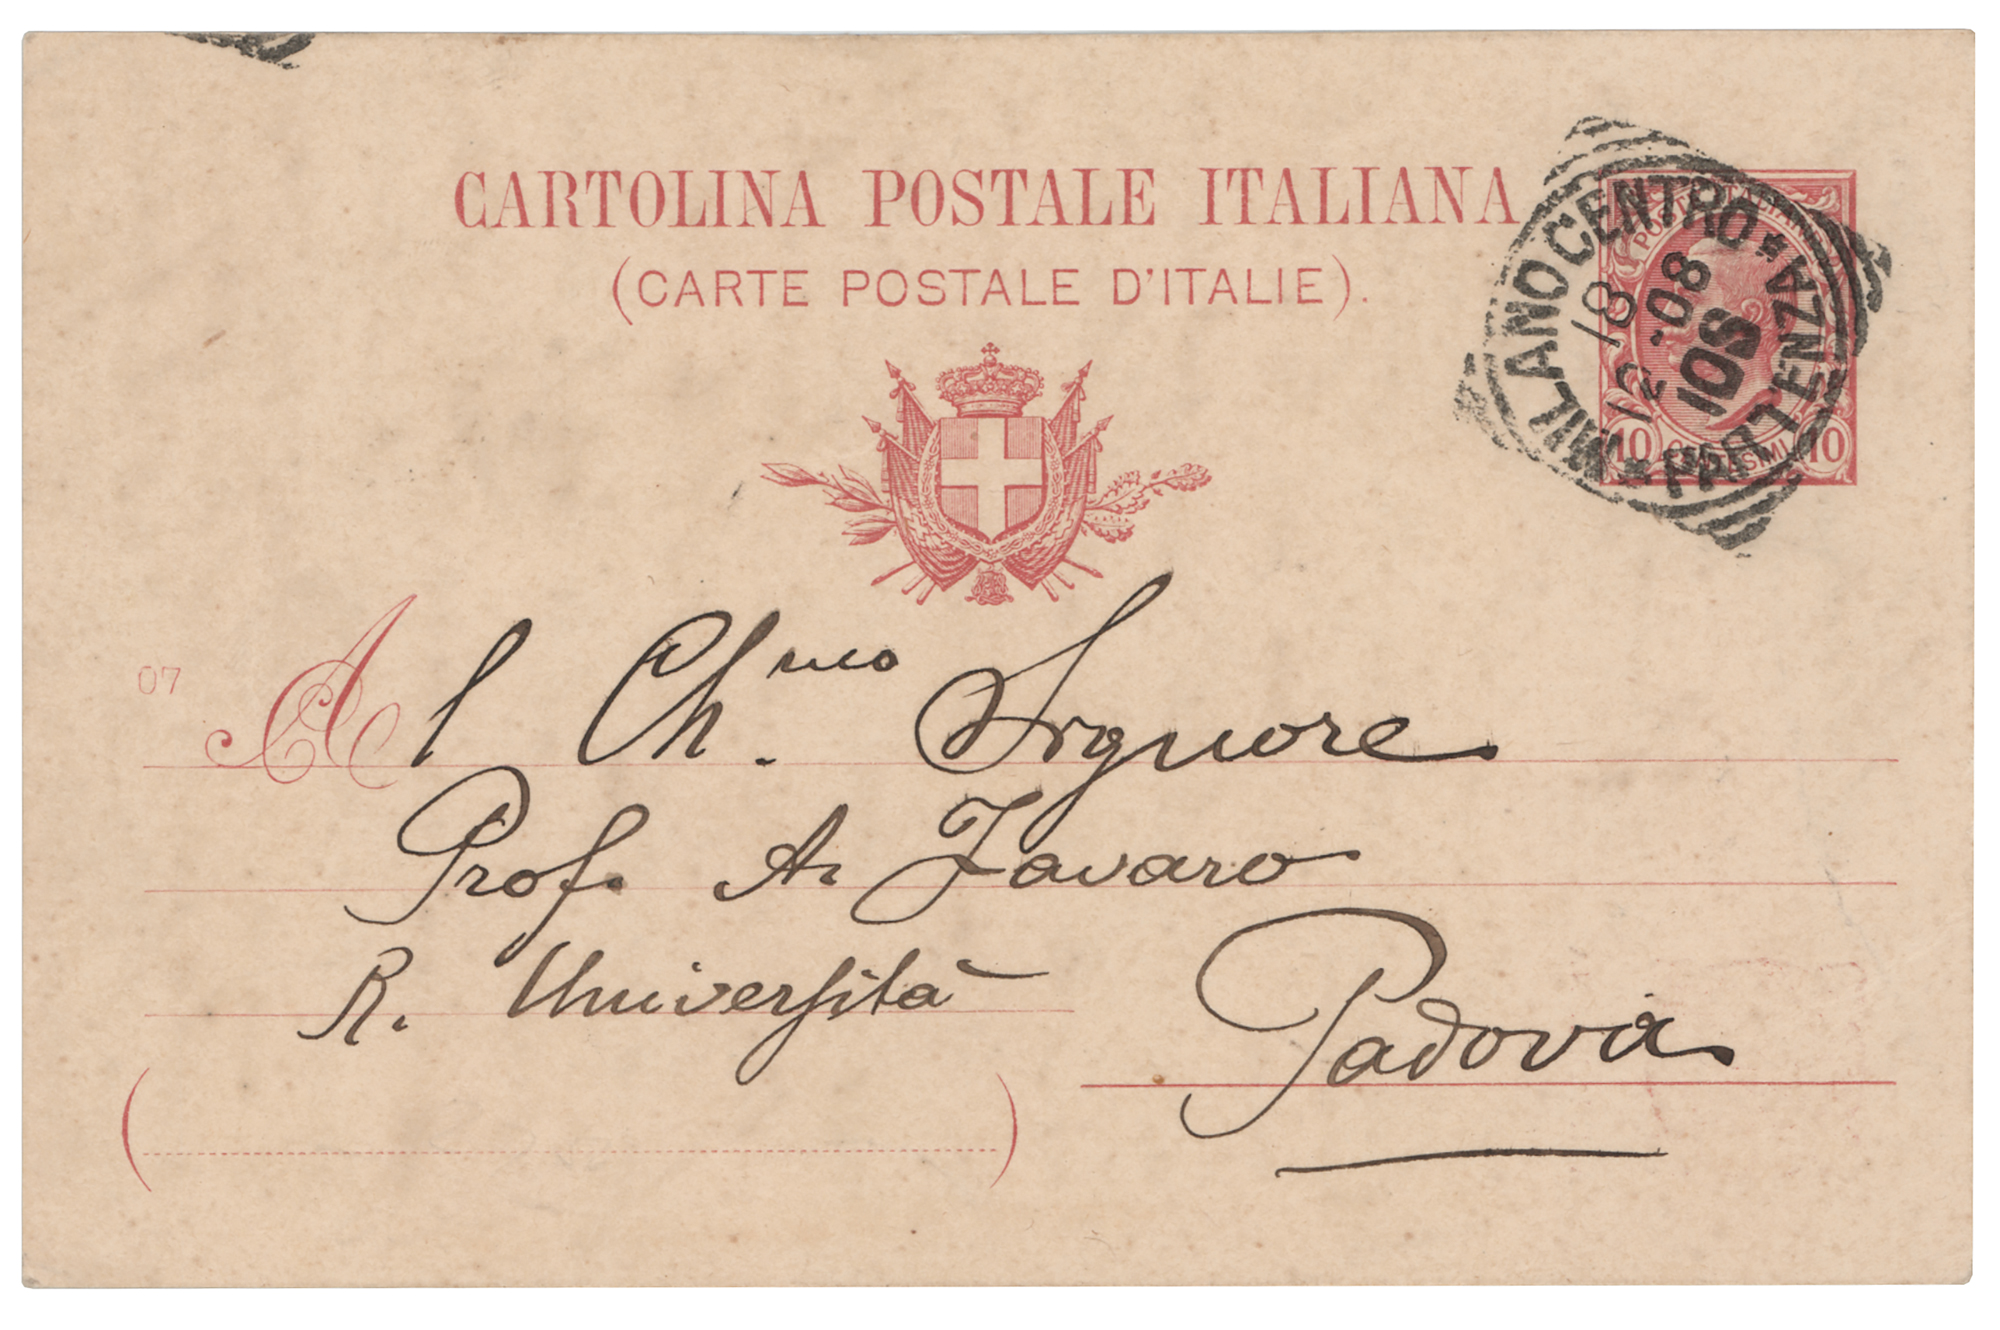 CARTOLINA POSTALE ITALIANA
(CARTE POSTALE D'ITALIE).
MILANO CENTRO * PARTENZA *
18
12 .08
10S
10 CENTESIMI 10
07
Al Ch.mo Signore
Prof. A. Favaro
R. Università
Padova